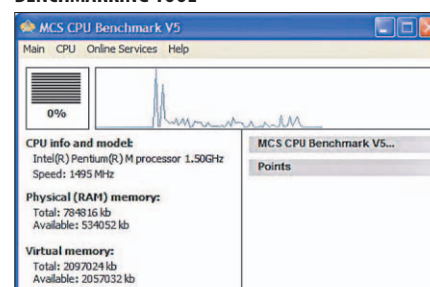 BENCHMARKING TOOL
MCS CPU Benchmark V5
Main CPU Online Services Help
0%
CPU info and model:
Intel(R) Pentium(R) M processor 1.50GHz
Speed: 1495 MHz
Physical (RAM) memory:
Total: 784816 kb
Available: 534052 kb
Virtual memory:
Total: 2097024 kb
Available: 2057032 kb
MCS CPU Benchmark V5...
Points